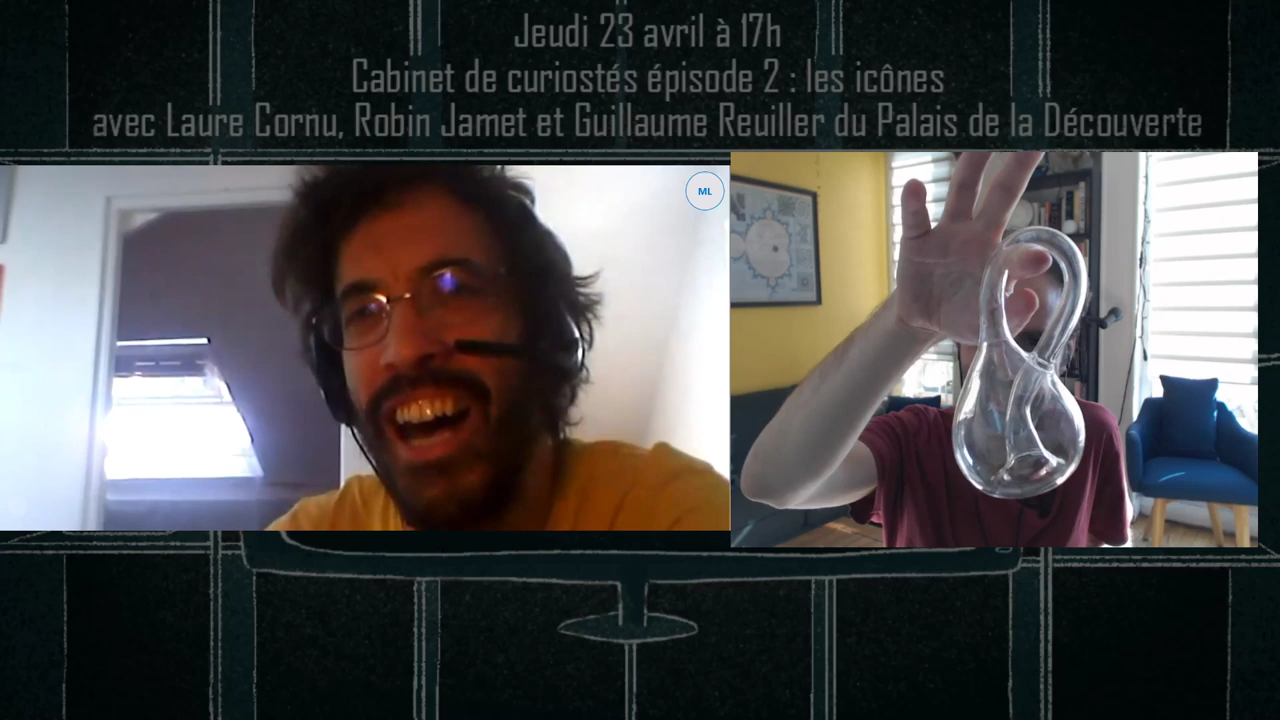 Jeudi 23 avril à 17h
Cabinet de curiostés épisode 2 : les icônes
avec Laure Cornu, Robin Jamet et Guillaume Reuiller du Palais de la Découverte
ML